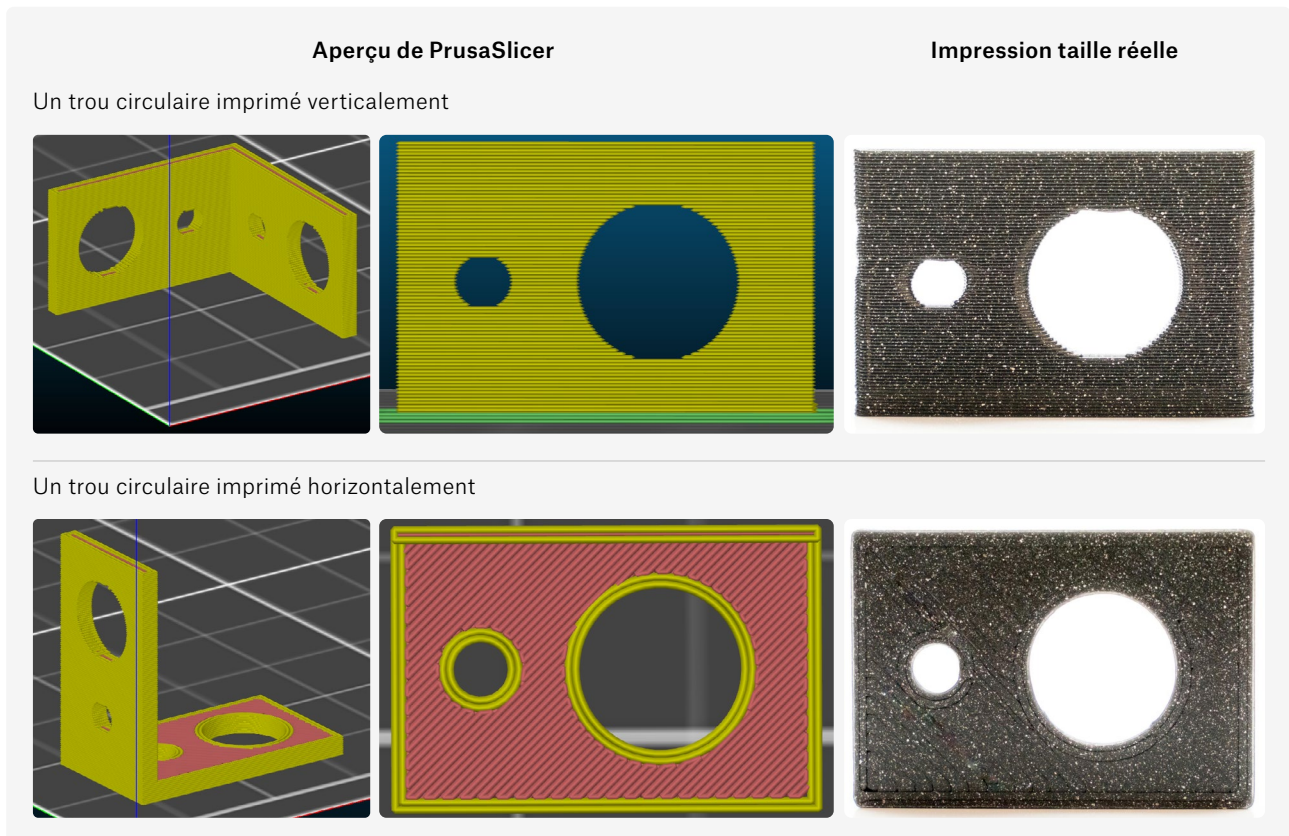 Aperçu de PrusaSlicer
Impression taille réelle
Un trou circulaire imprimé verticalement
Un trou circulaire imprimé horizontalement